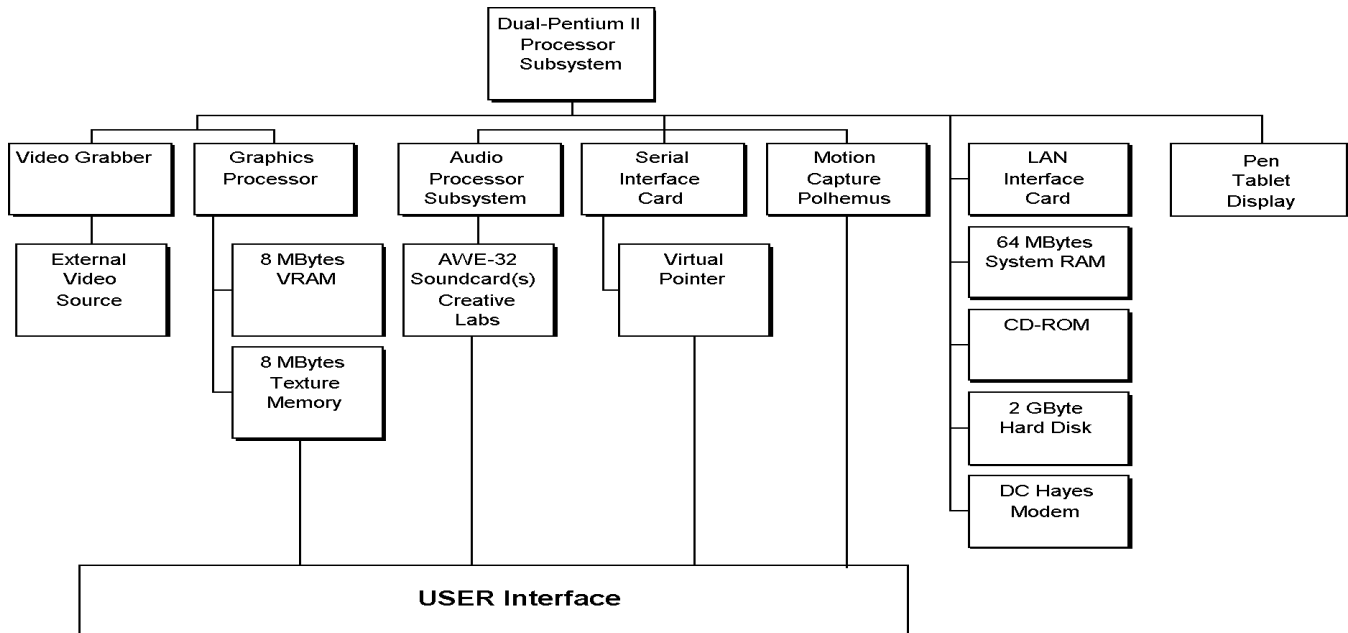 Dual-Pentium II
Processor
Subsystem
Video Grabber
Graphics
Processor
Audio
Processor
Subsystem
Serial
Interface
Card
Motion
Capture
Polhemus
LAN
Interface
Card
Pen
Tablet
Display
External
Video
Source
8 MBytes
VRAM
AWE-32
Soundcard(s)
Creative
Labs
Virtual
Pointer
64 MBytes
System RAM
CD-ROM
8 MBytes
Texture
Memory
2 GByte
Hard Disk
DC Hayes
Modem
USER Interface